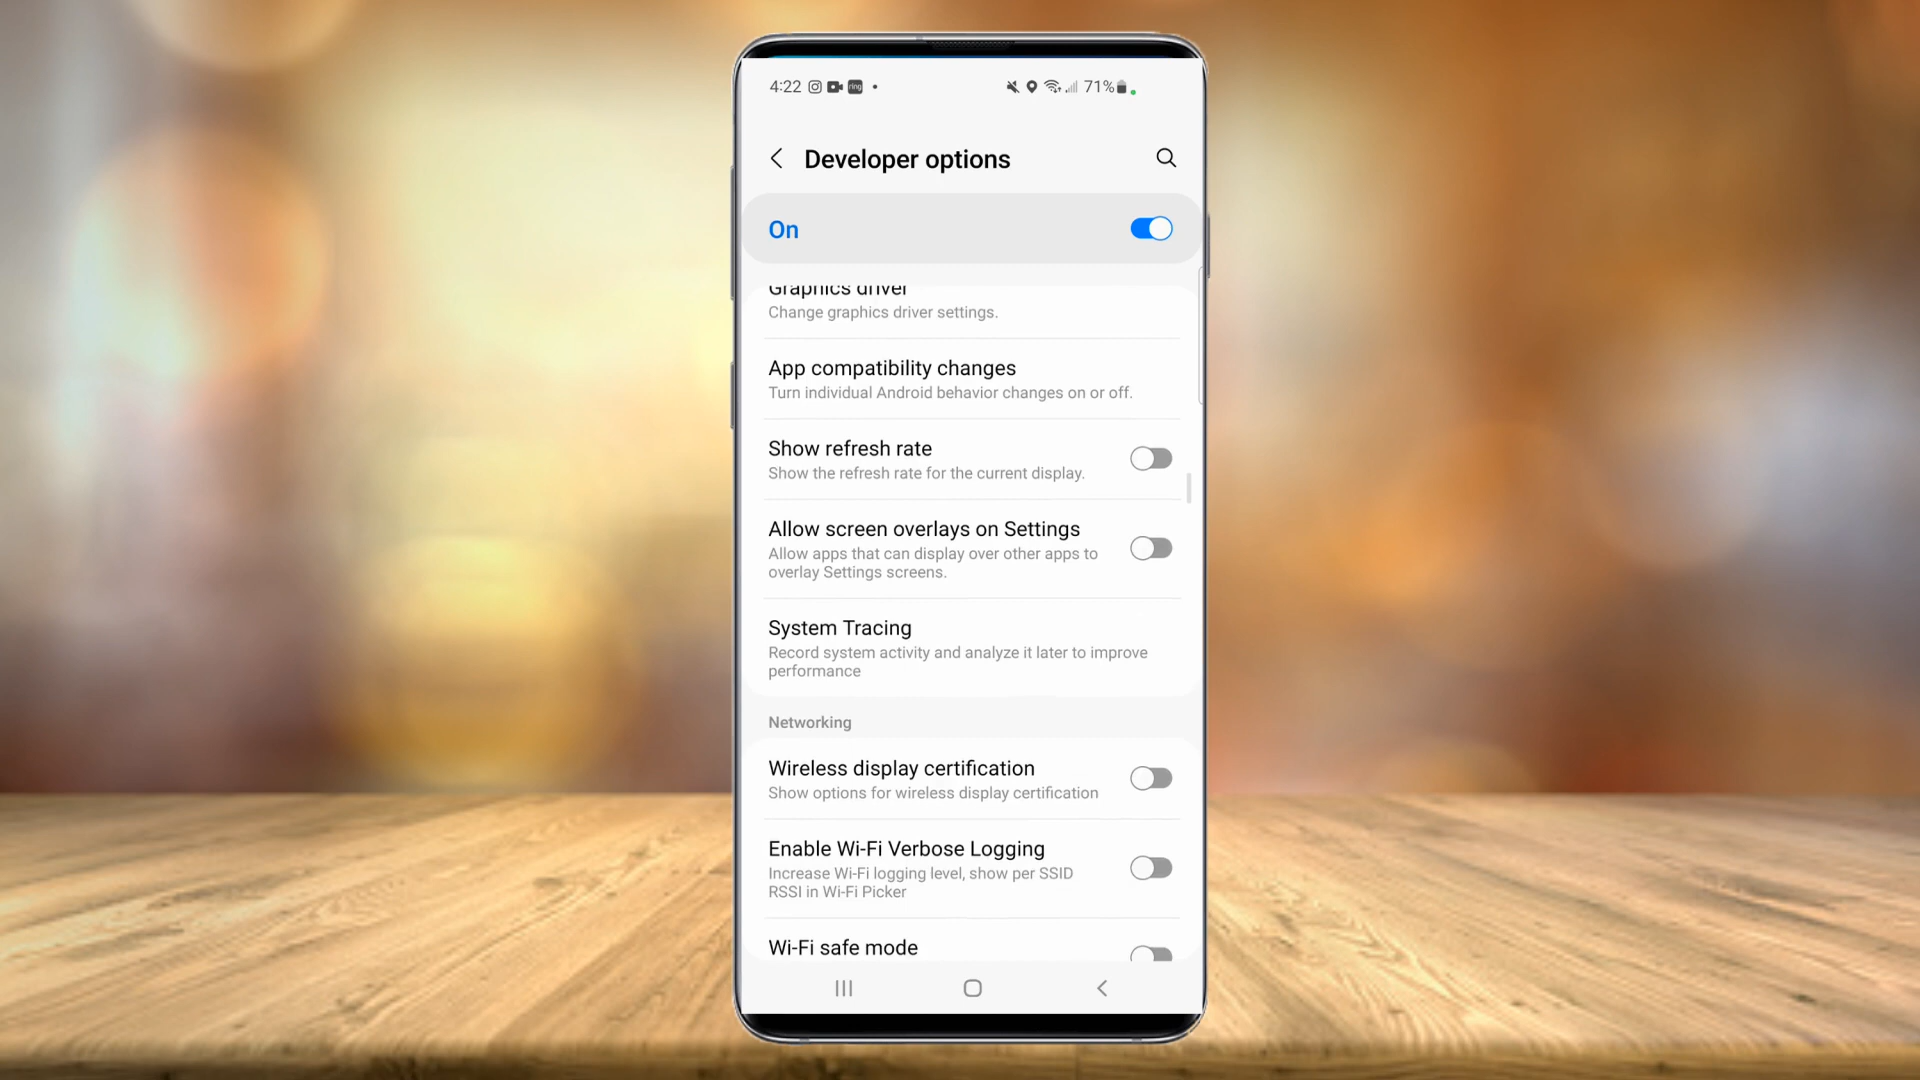 4:22
ring
71%
Developer options
On
Graphics driver
Change graphics driver settings.
App compatibility changes
Turn individual Android behavior changes on or off.
Show refresh rate
Show the refresh rate for the current display.
Allow screen overlays on Settings
Allow apps that can display over other apps to
overlay Settings screens.
System Tracing
Record system activity and analyze it later to improve
performance
Networking
Wireless display certification
Show options for wireless display certification
Enable Wi-Fi Verbose Logging
Increase Wi-Fi logging level, show per SSID
RSSI in Wi-Fi Picker
Wi-Fi safe mode